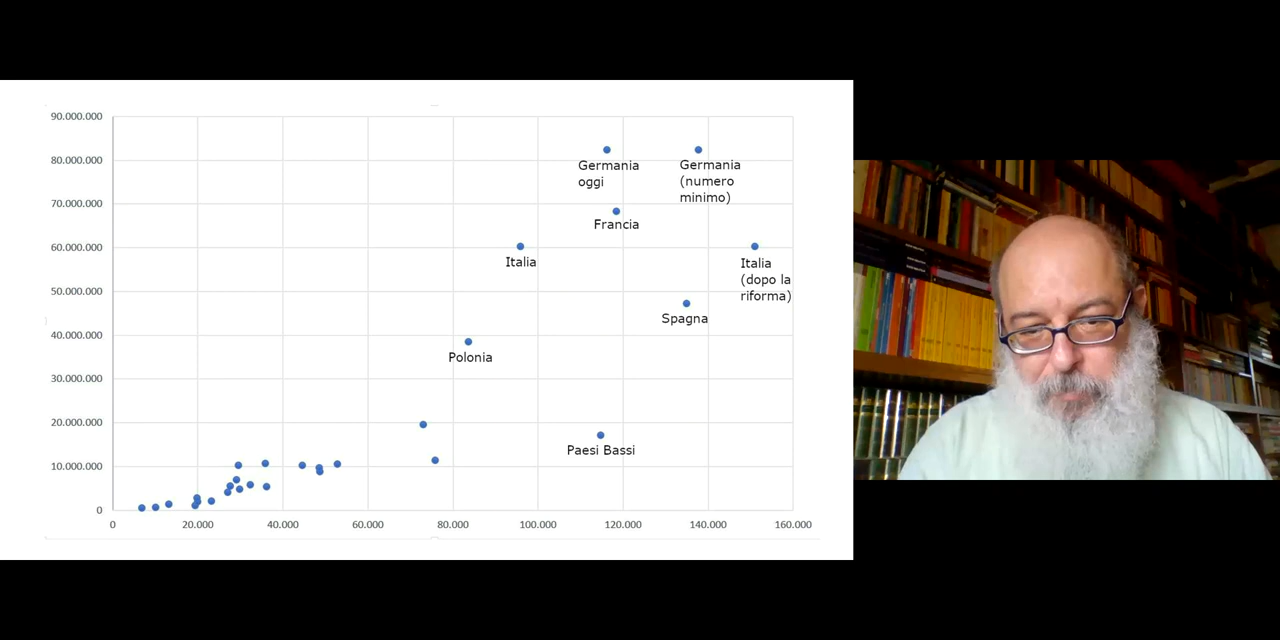 90.000.000
80.000.000
70.000.000
60.000.000
50.000.000
40.000.000
30.000.000
20.000.000
10.000.000
0
Germania
oggi
Germania
(numero
minimo)
Francia
Italia
Italia
(dopo la
riforma)
Spagna
Polonia
Paesi Bassi
0
20.000
40.000
60.000
80.000
100.000
120.000
140.000
160.000